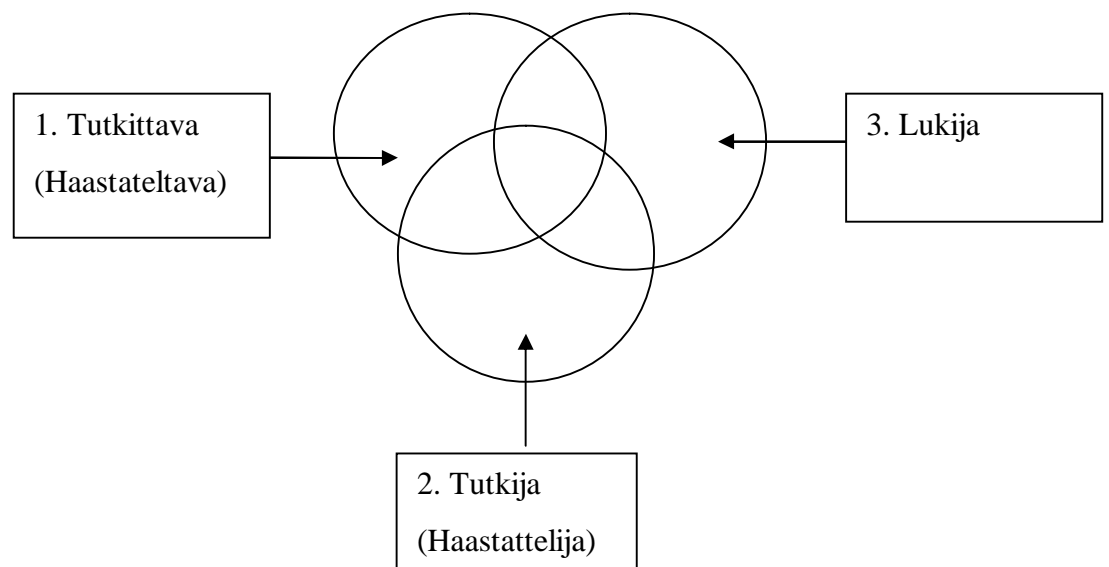 1. Tutkittava
(Haastateltava)
3. Lukija
2. Tutkija
(Haastattelija)